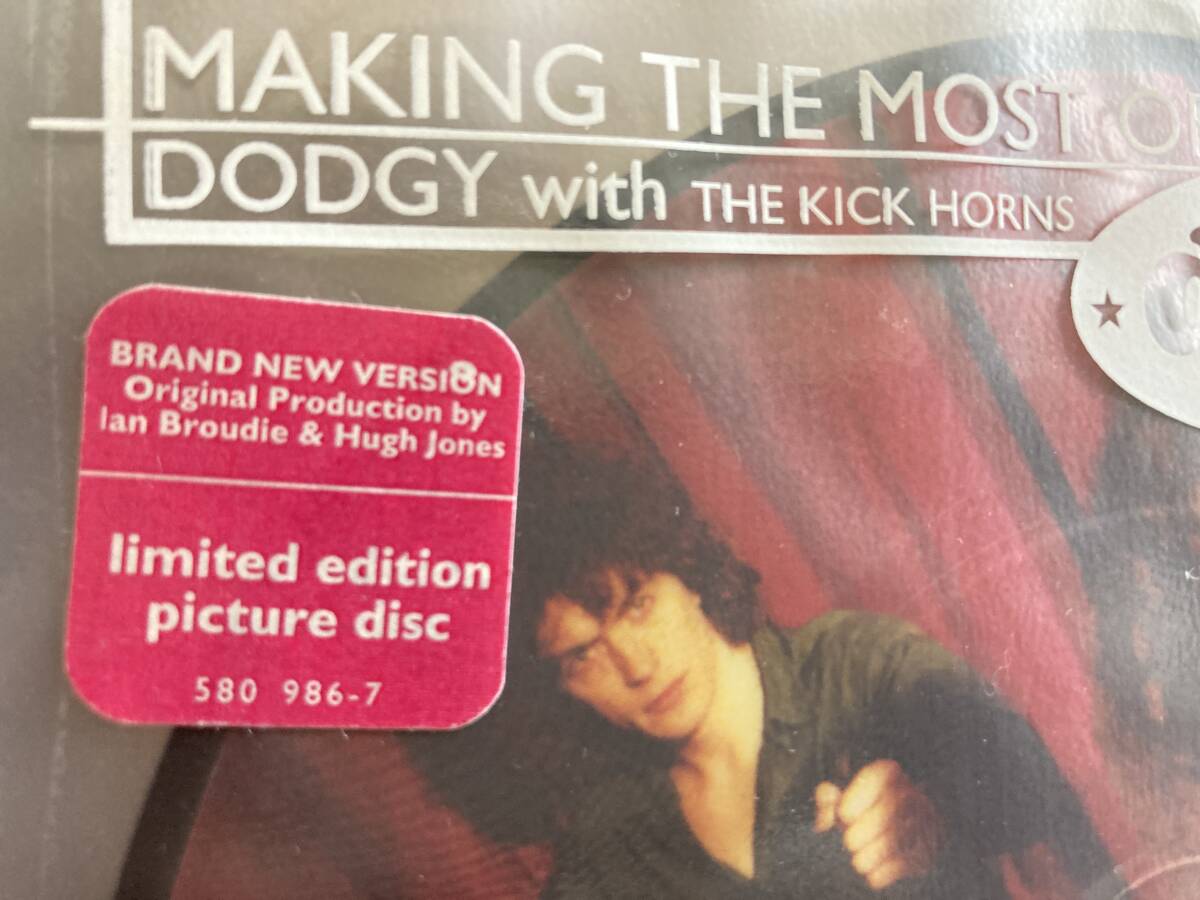 MAKING THE MOST O
DODGY with THE KICK HORNS
BRAND NEW VERSION
Original Production by
Ian Broudie & Hugh Jones
limited edition
picture disc
580 986-7